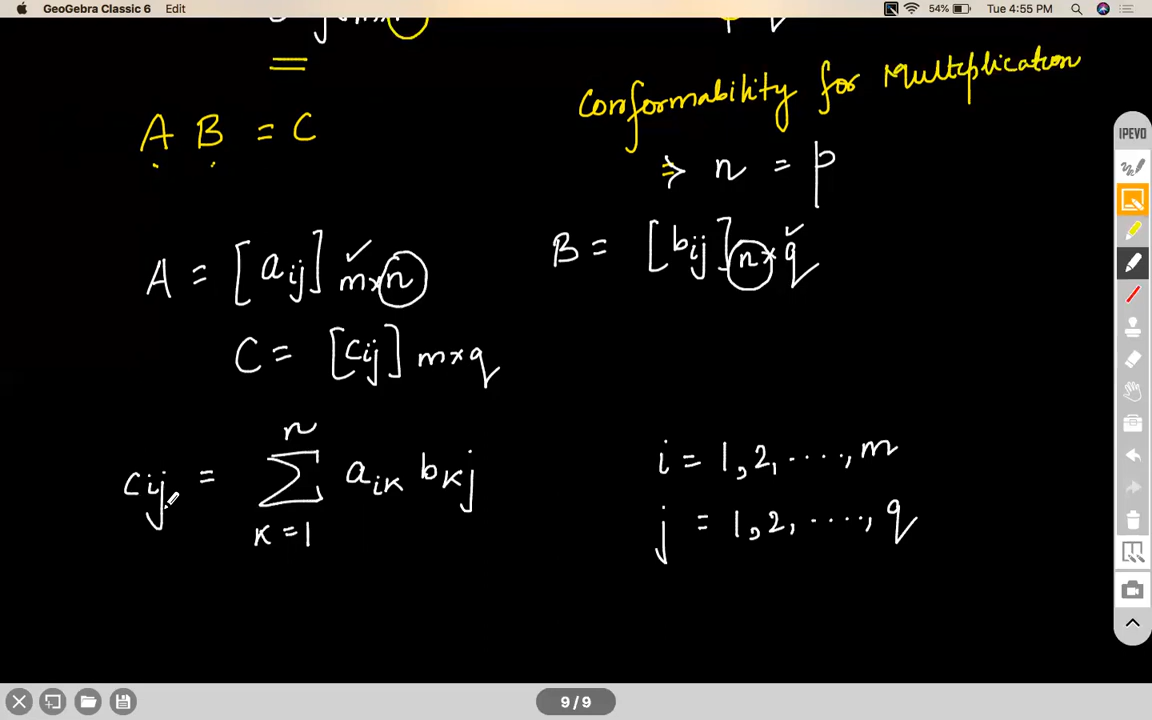 GeoGebra Classic 6 Edit 54% Tue 4:55 PM
Conformability for Multiplication
A B = C
⇒ n = p
A = [aij] m×n B = [bij] n×q
C = [cij] m×q
cij = n∑k=1 aik bkj
i = 1,2,....,m
j = 1,2,....,q
IPEVO
9 / 9